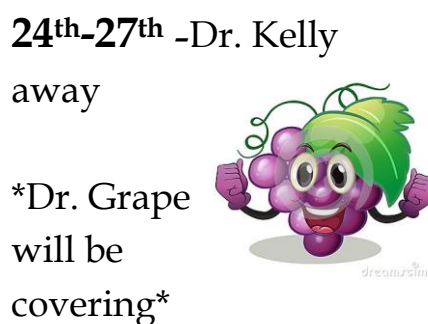 24th-27th -Dr. Kelly
away
*Dr. Grape
will be
covering*
dreamstime